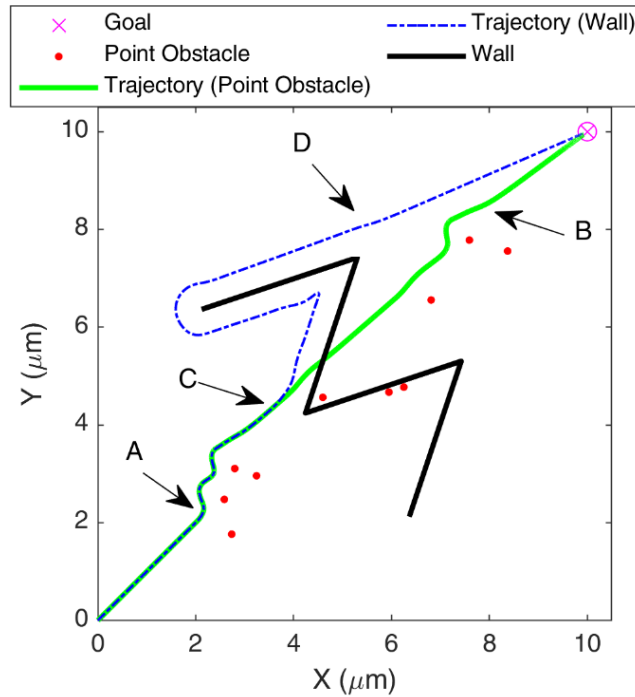 Goal
Trajectory (Wall)
Point Obstacle
Wall
Trajectory (Point Obstacle)
10
8
6
4
2
0
Y (μm)
D
B
C
A
0
2
4
6
8
10
X (μm)